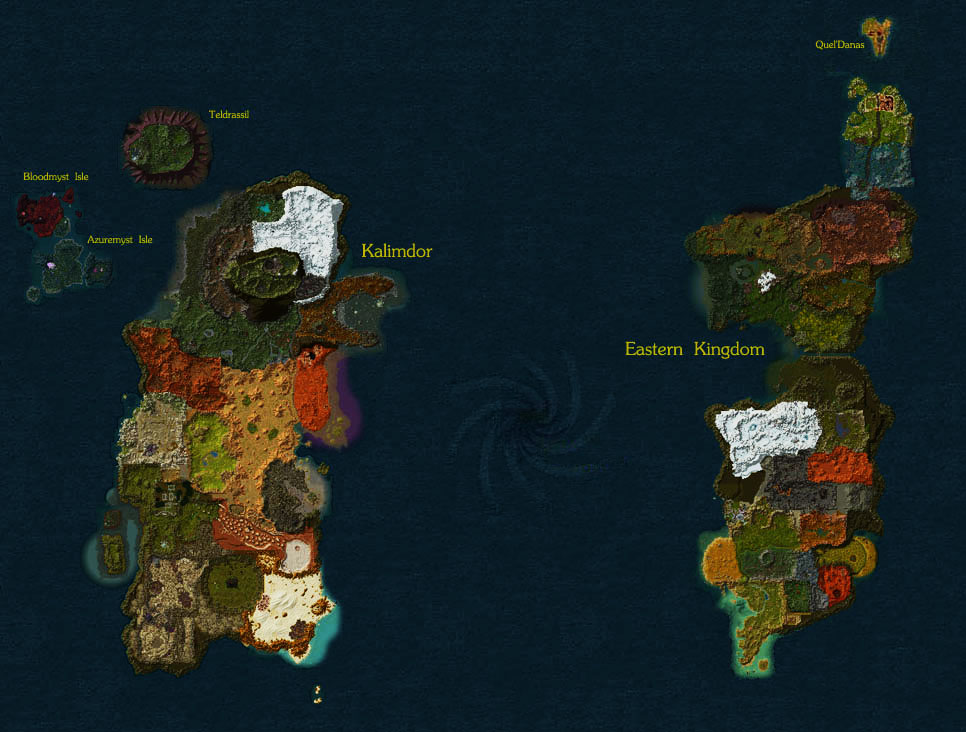 Quel'Danas
Teldrassil
Bloodmyst Isle
Azuremyst Isle
Kalimdor
Eastern Kingdom